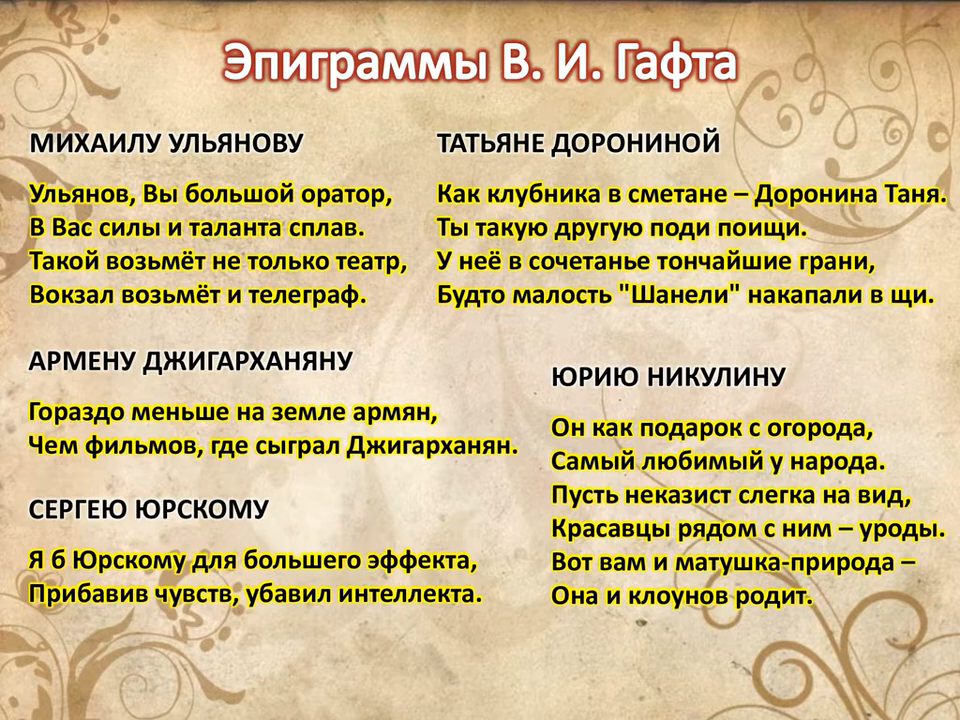 Эпиграммы В. И. Гафта
МИХАИЛУ УЛЬЯНОВУ
Ульянов, Вы большой оратор,
В Вас силы и таланта сплав.
Такой возьмёт не только театр,
Вокзал возьмёт и телеграф.
АРМЕНУ ДЖИГАРХАНЯНУ
Гораздо меньше на земле армян,
Чем фильмов, где сыграл Джигарханян.
СЕРГЕЮ ЮРСКОМУ
Я б Юрскому для большего эффекта,
Прибавив чувств, убавил интеллекта.
ТАТЬЯНЕ ДОРОНИНОЙ
Как клубника в сметане – Доронина Таня.
Ты такую другую поди поищи.
У неё в сочетанье тончайшие грани,
Будто малость "Шанели" накапали в щи.
ЮРИЮ НИКУЛИНУ
Он как подарок с огорода,
Самый любимый у народа.
Пусть неказист слегка на вид,
Красавцы рядом с ним – уроды.
Вот вам и матушка-природа –
Она и клоунов родит.